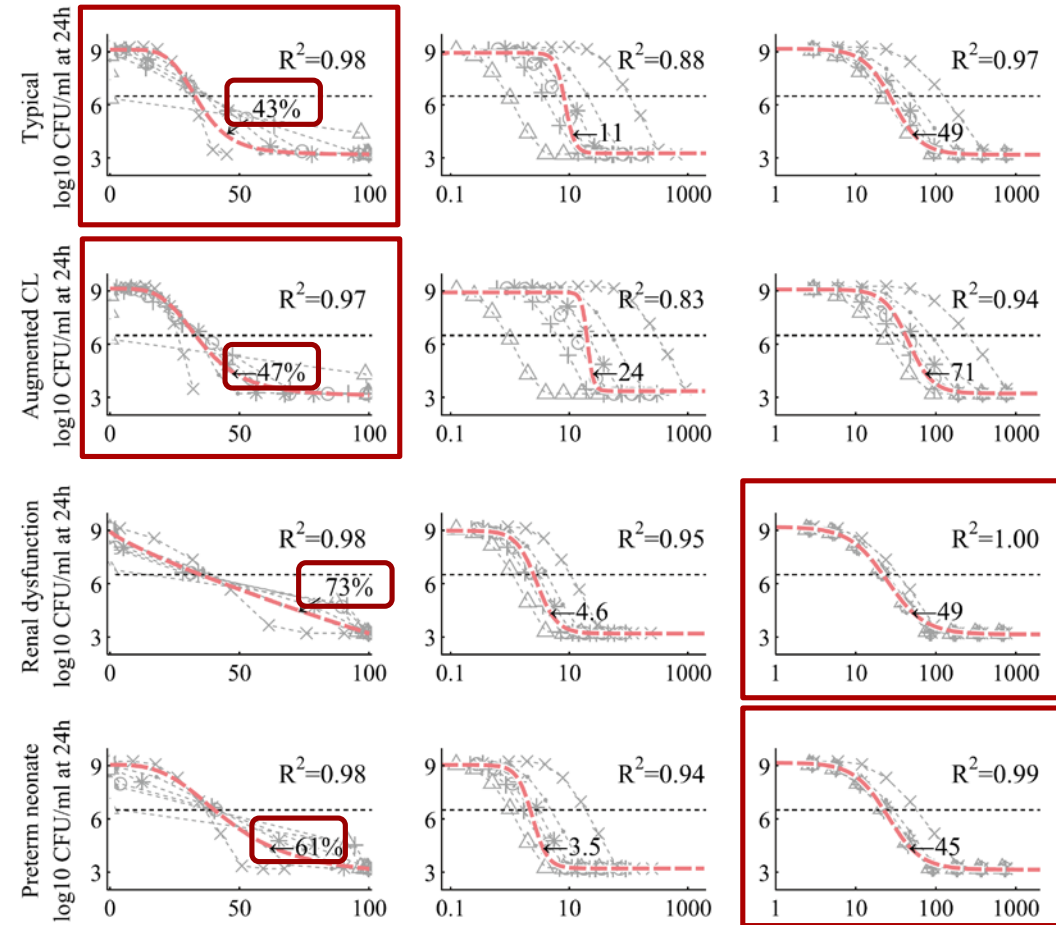 Typical
log10 CFU/ml at 24h
9
6
3
R²=0.98
43%
0 50 100
R²=0.88
←11
0.1 10 1000
9
6
3
R²=0.97
←49
1 10 100 1000
Augmented CL
log10 CFU/ml at 24h
9
6
3
R²=0.97
←47%
0 50 100
9
6
3
R²=0.83
←24
0.1 10 1000
9
6
3
R²=0.94
←71
1 10 100 1000
Renal dysfunction
log10 CFU/ml at 24h
9
6
3
R²=0.98
73%
0 50 100
9
6
3
R²=0.95
←4.6
0.1 10 1000
9
6
3
R²=1.00
←49
1 10 100 1000
Preterm neonate
log10 CFU/ml at 24h
9
6
3
R²=0.98
←61%
0 50 100
9
6
3
R²=0.94
←3.5
0.1 10 1000
9
6
3
R²=0.99
←45
1 10 100 1000